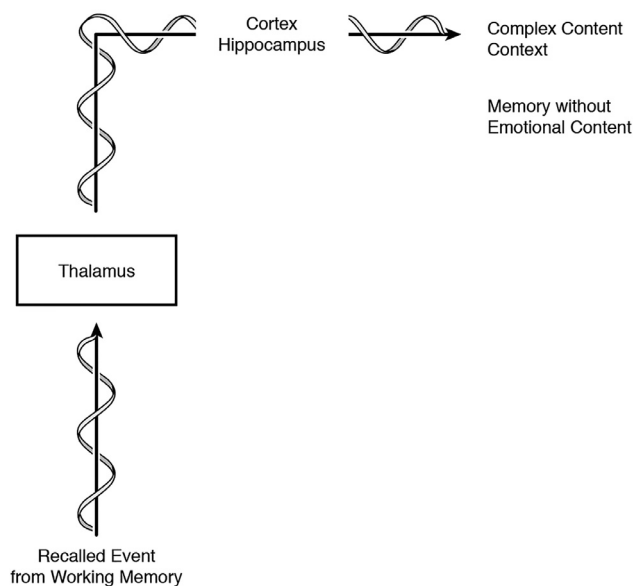 Cortex
Hippocampus
Complex Content
Context
Memory without
Emotional Content
Thalamus
Recalled Event
from Working Memory